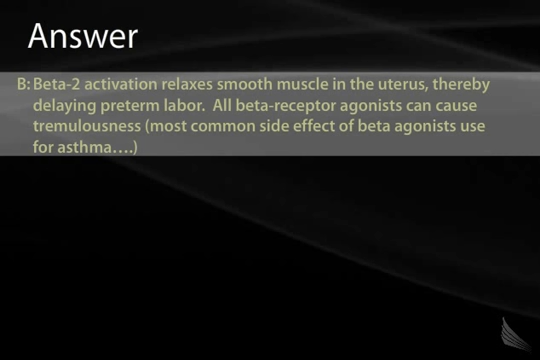 Answer
B: Beta-2 activation relaxes smooth muscle in the uterus, thereby
delaying preterm labor.  All beta-receptor agonists can cause
tremulousness (most common side effect of beta agonists use
for asthma….)